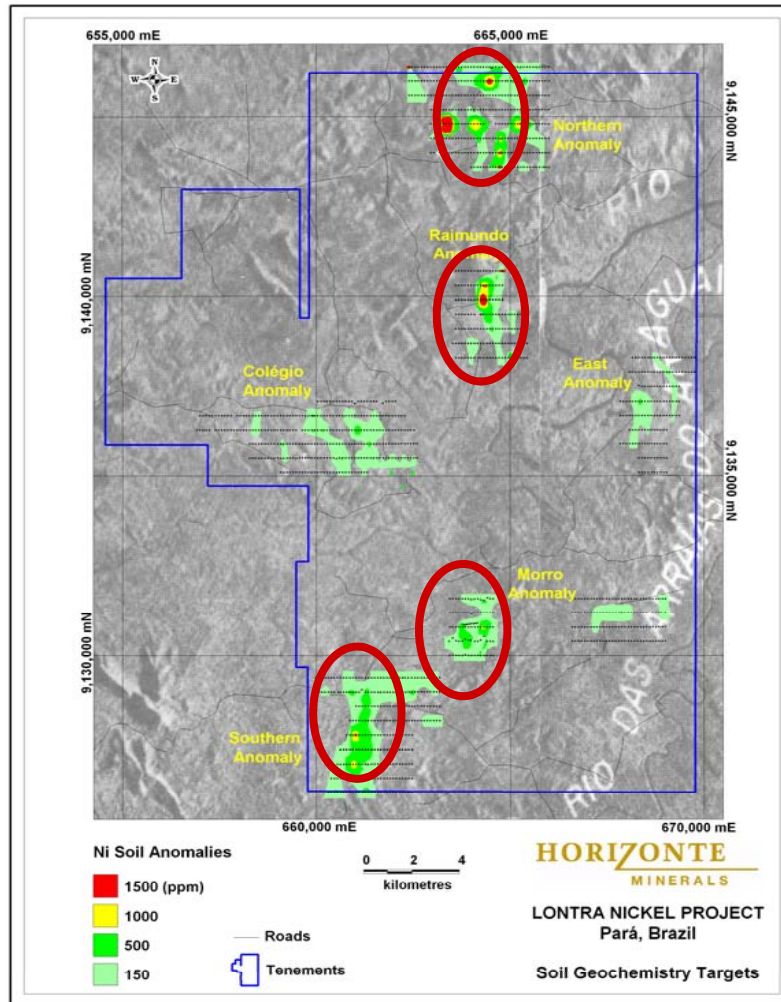 655,000 mE
665,000 mE
N
W E
S
9,145,000 mN
Northern
Anomaly
RIO
Raimundo
9,140,000 mN
Colégio
Anomaly
East
Anomaly
9,135,000 mN
Morro
Anomaly
9,130,000 mN
RIO DAS ARRAIAS DO
Southern
Anomaly
660,000 mE
670,000 mE
Ni Soil Anomalies
1500 (ppm)
1000
500
150
0 2 4
kilometres
Roads
Tenements
HORIZONTE
MINERALS
LONTRA NICKEL PROJECT
Pará, Brazil
Soil Geochemistry Targets